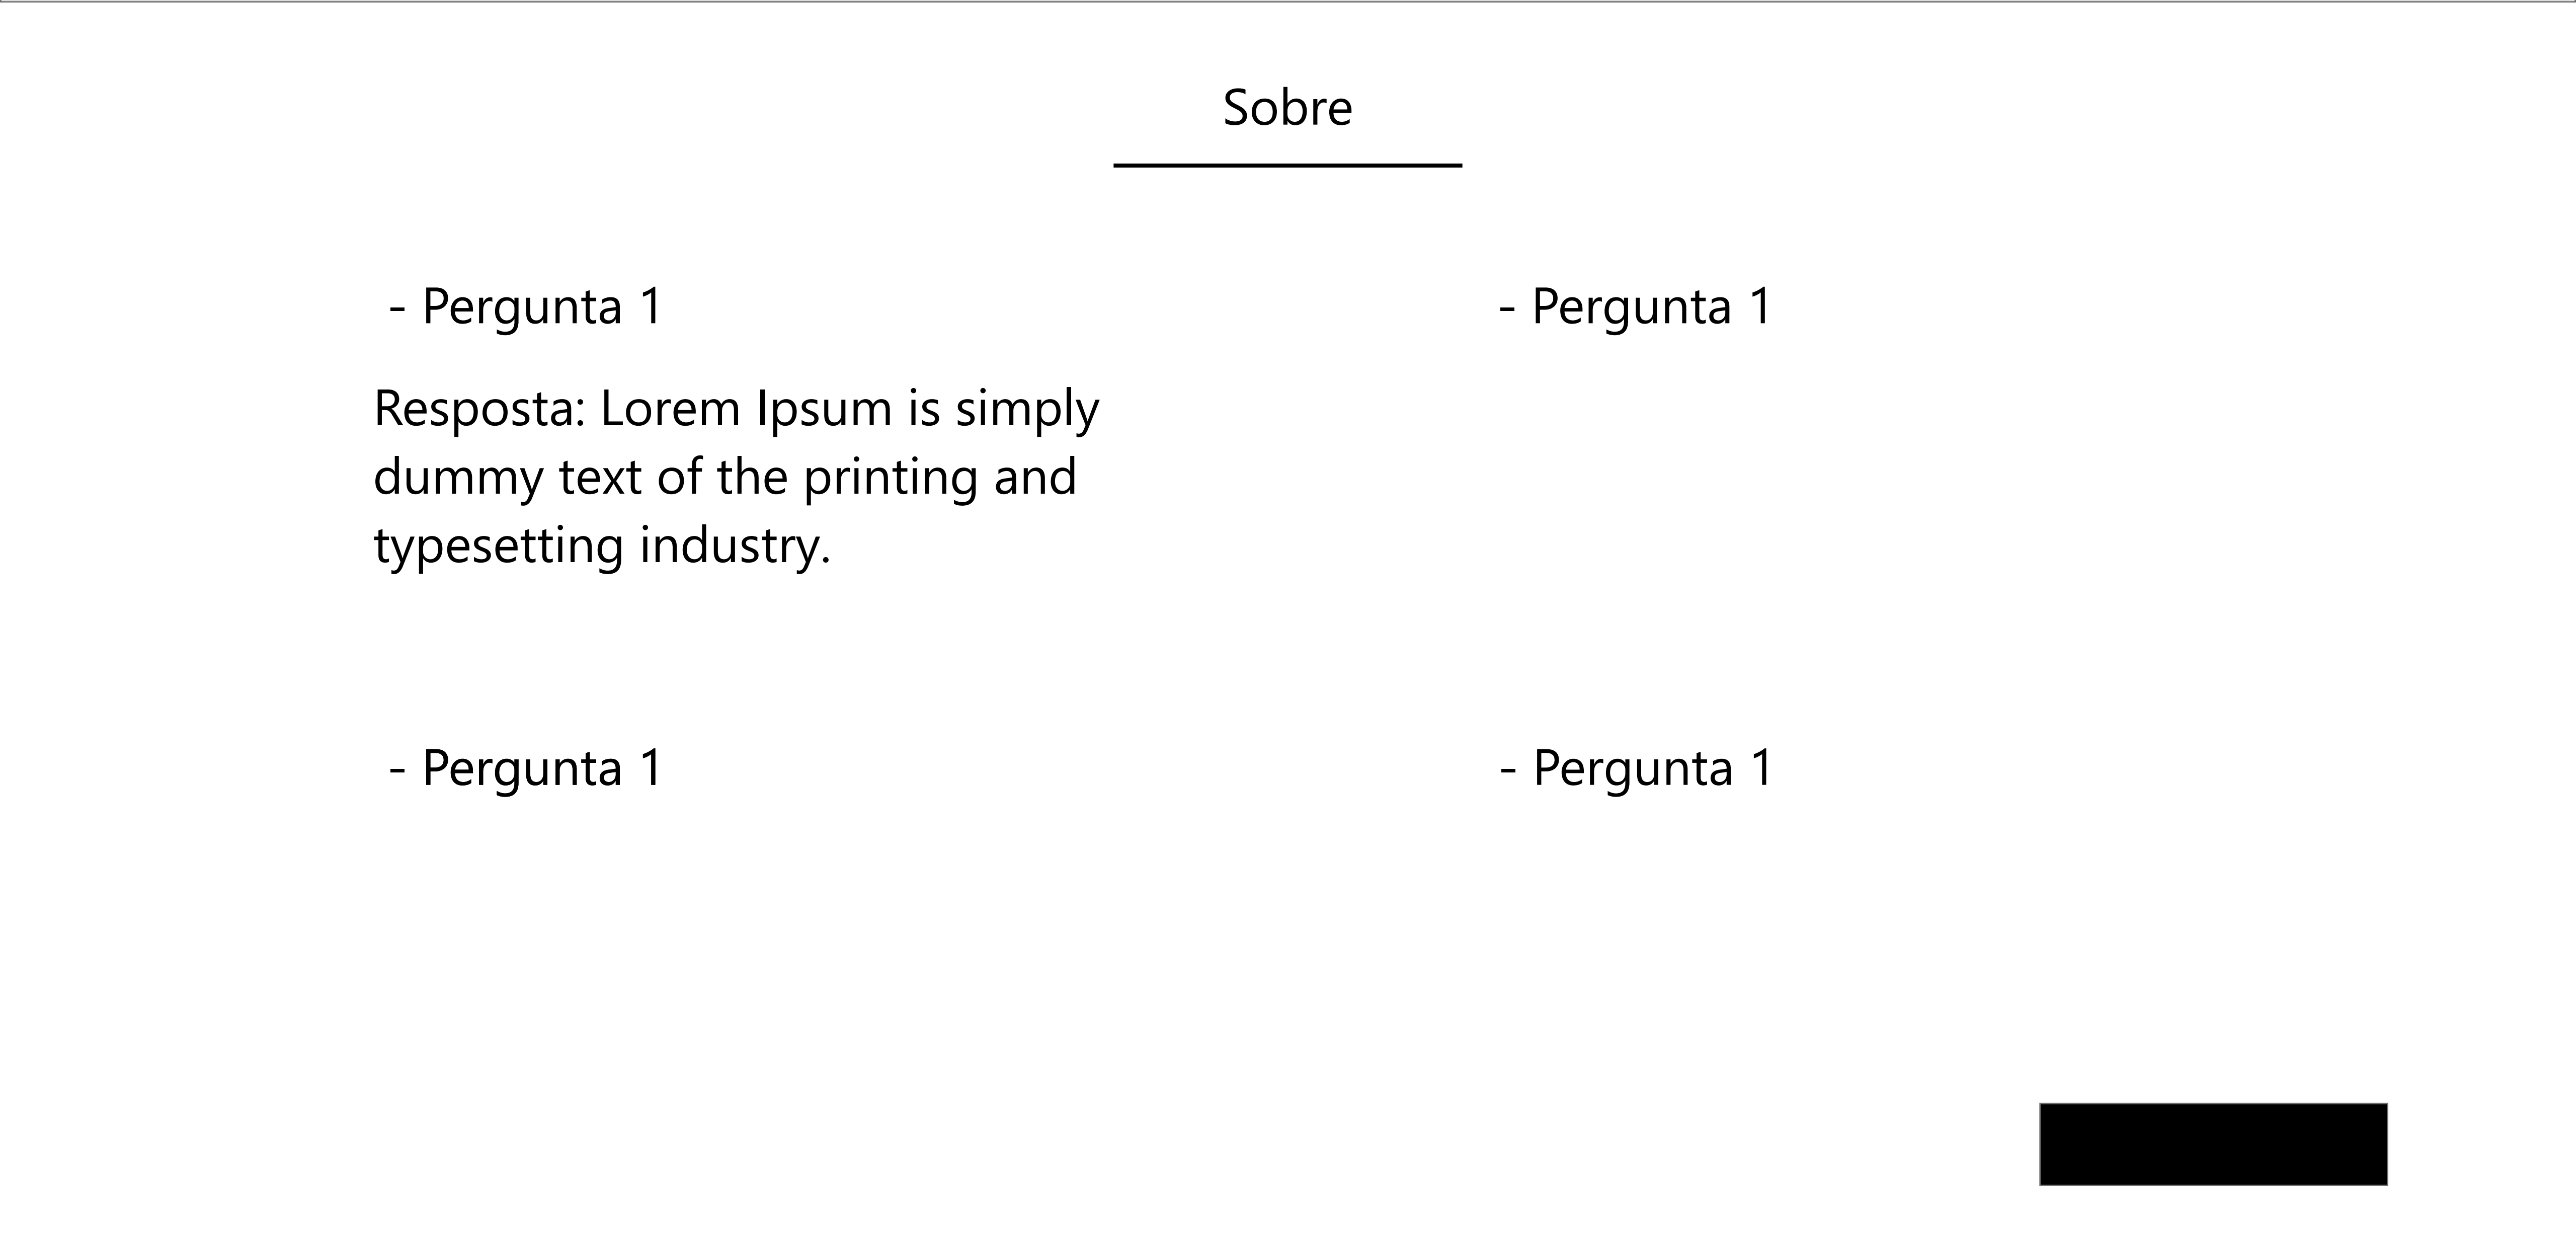 Sobre
- Pergunta 1
- Pergunta 1
Resposta: Lorem Ipsum is simply
dummy text of the printing and
typesetting industry.
- Pergunta 1
- Pergunta 1